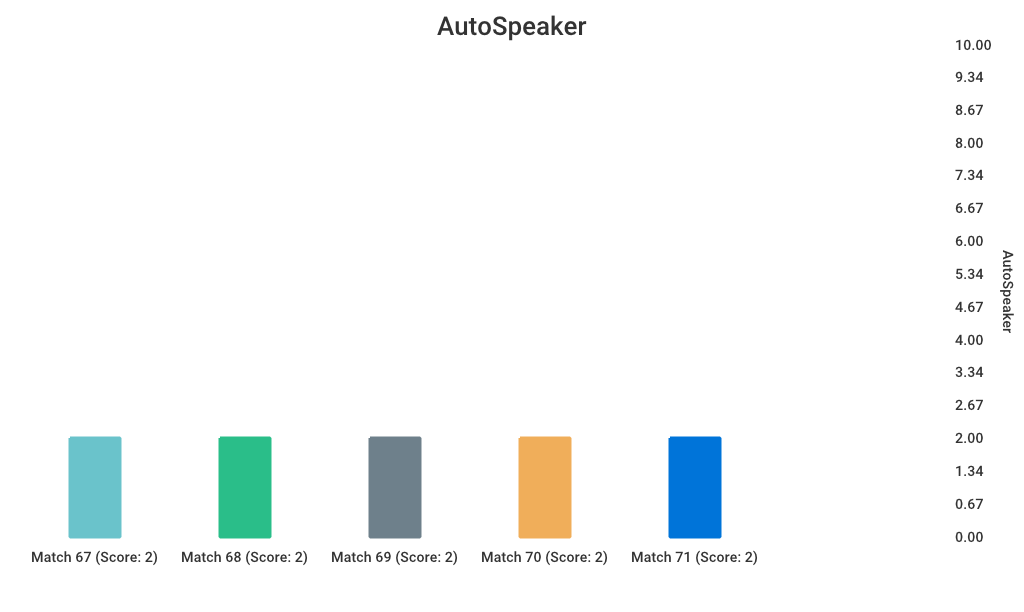 AutoSpeaker
10.00
9.34
8.67
8.00
7.34
6.67
6.00
5.34
4.67
4.00
3.34
2.67
2.00
1.34
0.67
0.00
AutoSpeaker
Match 67 (Score: 2)
Match 68 (Score: 2)
Match 69 (Score: 2)
Match 70 (Score: 2)
Match 71 (Score: 2)